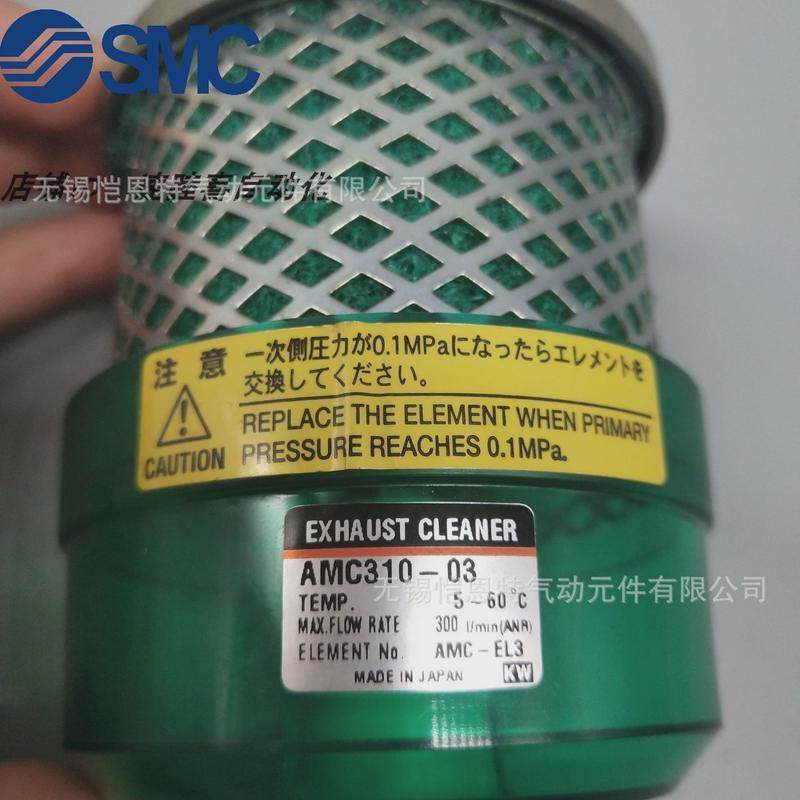 SMC
无锡恺恩特气动元件有限公司
注意
一次側圧力が0.1MPaになったらエレメントを
交換してください。
CAUTION
REPLACE THE ELEMENT WHEN PRIMARY
PRESSURE REACHES 0.1MPa.
EXHAUST CLEANER
AMC310-03
无锡恺恩特气动元件有限公司
TEMP. 5~60°C
MAX.FLOW RATE 300 l/min(ANR)
ELEMENT No. AMC-EL3
MADE IN JAPAN KW